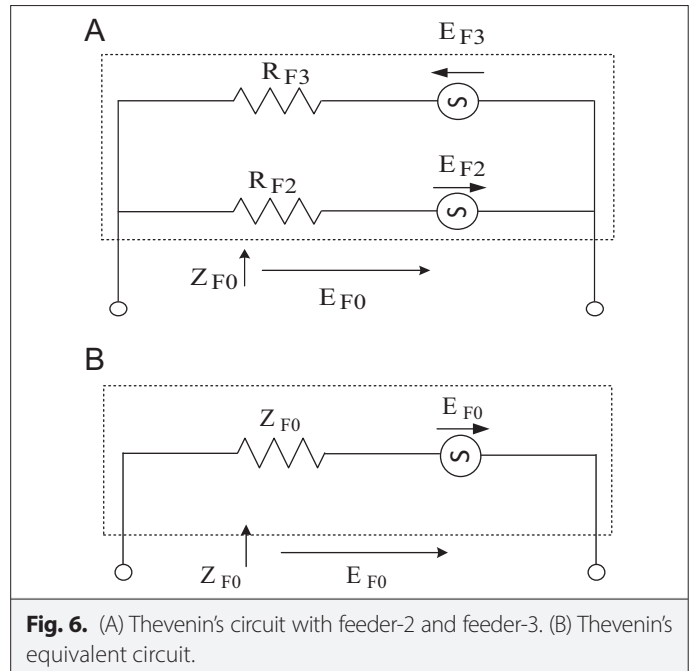 A
E F3
R F3
E F2
R F2
Z F0
E F0
B
E F0
Z F0
Z F0
E F0
Fig. 6. (A) Thevenin's circuit with feeder-2 and feeder-3. (B) Thevenin's
equivalent circuit.